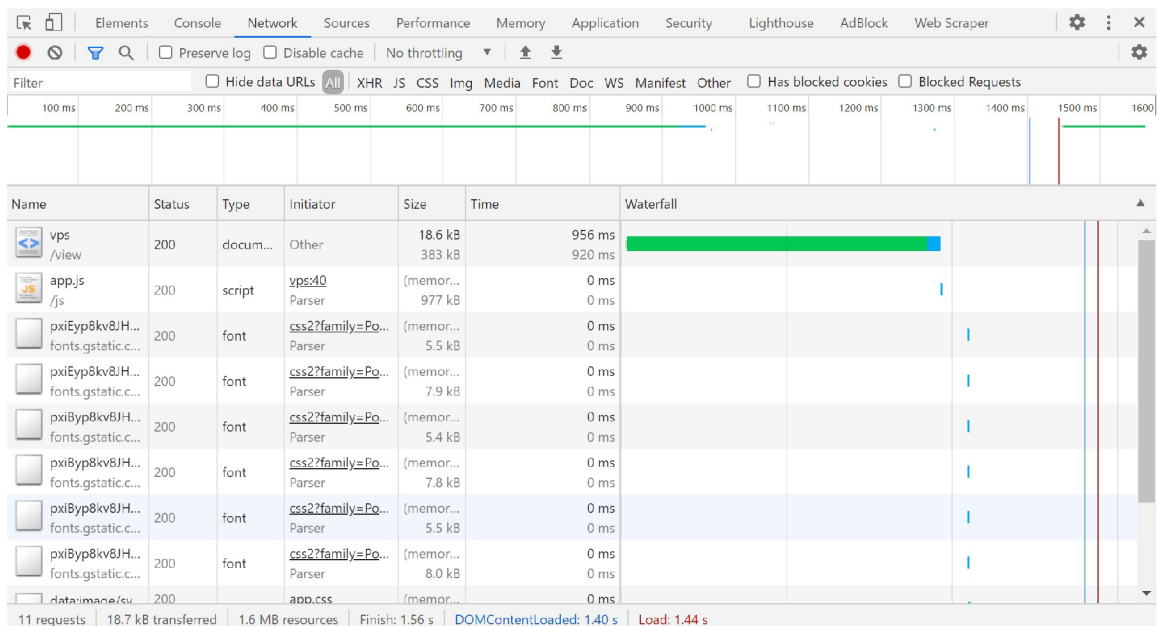 Elements Console Network Sources Performance Memory Application Security Lighthouse AdBlock Web Scraper
Preserve log Disable cache No throttling
Filter Hide data URLs All XHR JS CSS Img Media Font Doc WS Manifest Other Has blocked cookies Blocked Requests
100 ms 200 ms 300 ms 400 ms 500 ms 600 ms 700 ms 800 ms 900 ms 1000 ms 1100 ms 1200 ms 1300 ms 1400 ms 1500 ms 1600
Name Status Type Initiator Size Time Waterfall
vps 200 docum... Other 18.6 kB 956 ms
/view 383 kB 920 ms
app.js 200 script vps:40 (memor... 0 ms
JS
/js Parser 977 kB 0 ms
pxiEyp8kv8JH... 200 font css2?family=Po... (memor... 0 ms
fonts.gstatic.c... Parser 5.5 kB 0 ms
pxiEyp8kv8JH... 200 font css2?family=Po... (memor... 0 ms
fonts.gstatic.c... Parser 7.9 kB 0 ms
pxiByp8kv8JH... 200 font css2?family=Po... (memor... 0 ms
fonts.gstatic.c... Parser 5.4 kB 0 ms
pxiByp8kv8JH... 200 font css2?family=Po... (memor... 0 ms
fonts.gstatic.c... Parser 7.8 kB 0 ms
pxiByp8kv8JH... 200 font css2?family=Po... (memor... 0 ms
fonts.gstatic.c... Parser 5.5 kB 0 ms
pxiByp8kv8JH... 200 font css2?family=Po... (memor... 0 ms
fonts.gstatic.c... Parser 8.0 kB 0 ms
data:image/sv... 200 app.css (memor... 0 ms
11 requests 18.7 kB transferred 1.6 MB resources Finish: 1.56 s DOMContentLoaded: 1.40 s Load: 1.44 s